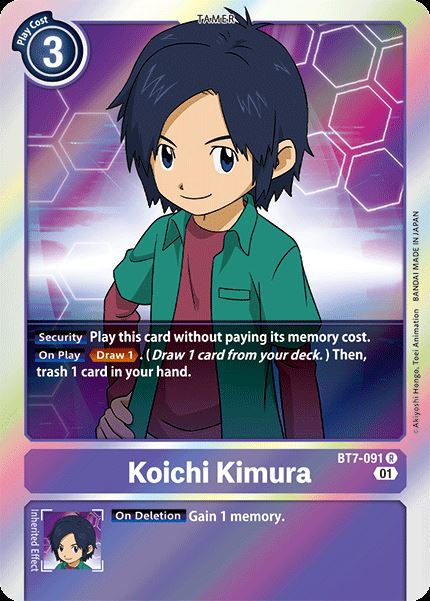 TAMER
Play Cost
3
Security Play this card without paying its memory cost.
On Play Draw 1. (Draw 1 card from your deck.) Then,
trash 1 card in your hand.
©Akiyoshi Hongo, Toei Animation BANDAI MADE IN JAPAN
BT7-091 R
01
Koichi Kimura
Inherited Effect
On Deletion Gain 1 memory.